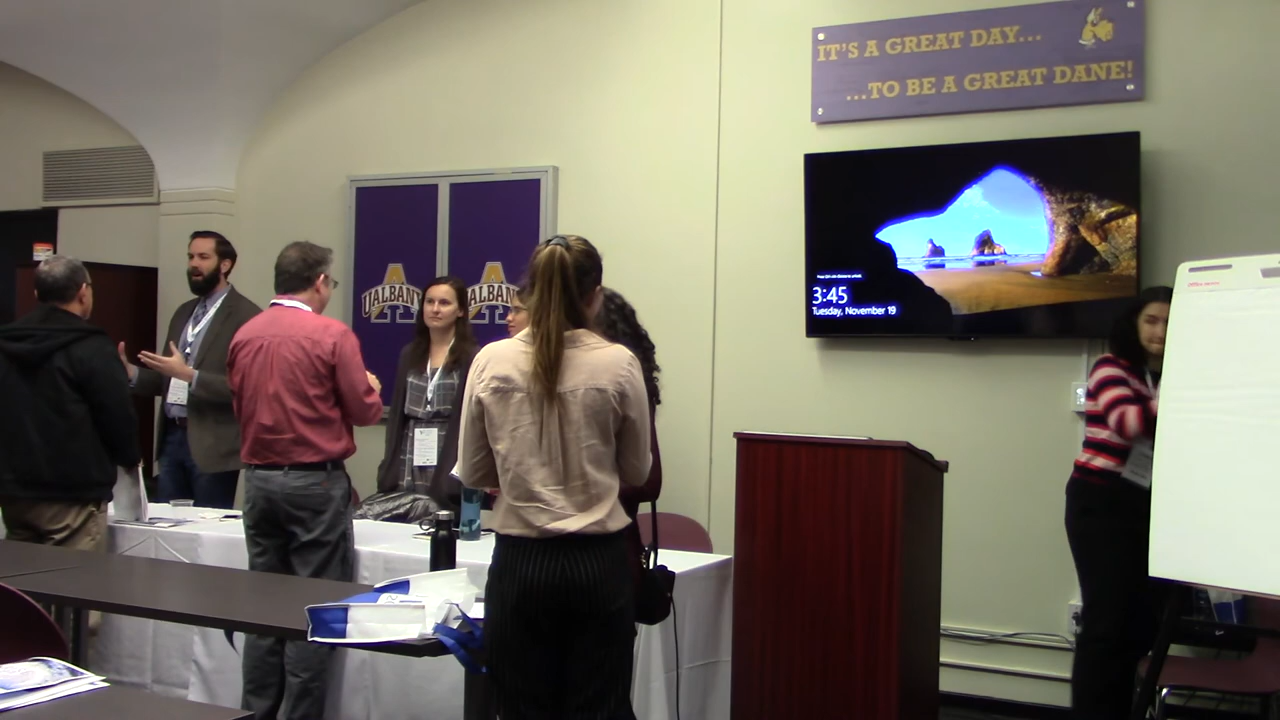 IT'S A GREAT DAY...
...TO BE A GREAT DANE!
UALBANY
UALBANY
3:45
Tuesday, November 19